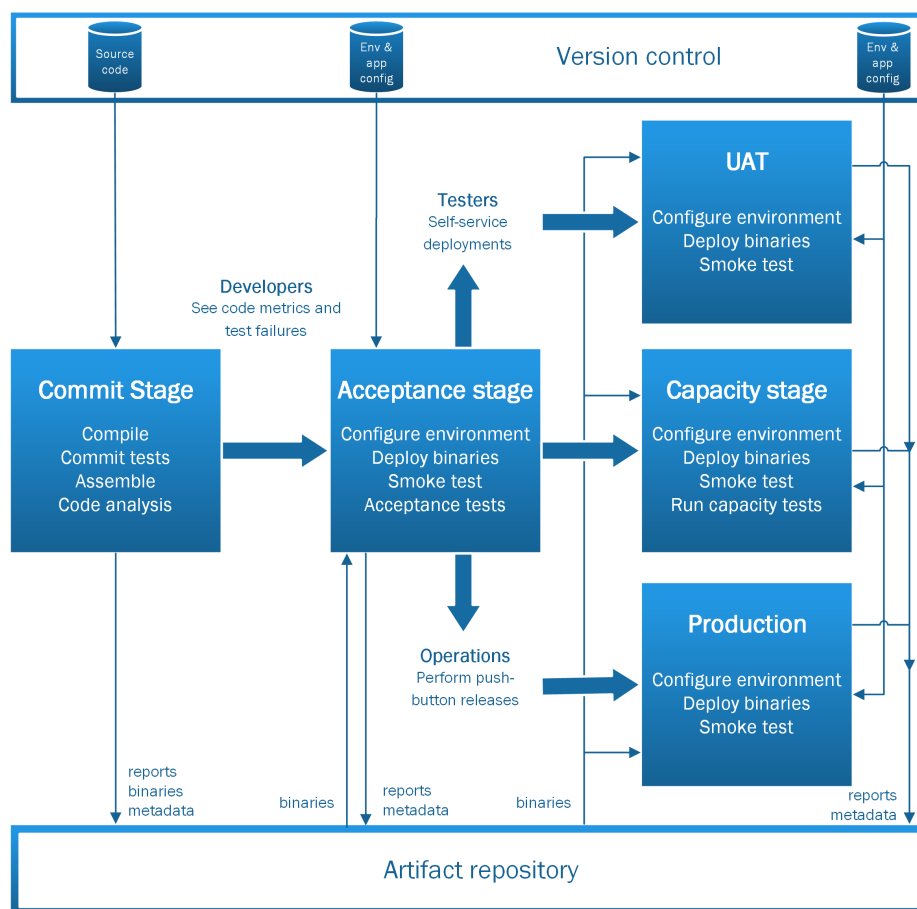 Source
code
Env &
app
config
Version control
Env &
app
config
UAT
Configure environment
Deploy binaries
Smoke test
Testers
Self-service
deployments
Developers
See code metrics and
test failures
Commit Stage
Compile
Commit tests
Assemble
Code analysis
Acceptance stage
Configure environment
Deploy binaries
Smoke test
Acceptance tests
Capacity stage
Configure environment
Deploy binaries
Smoke test
Run capacity tests
Operations
Perform push-
button releases
Production
Configure environment
Deploy binaries
Smoke test
reports
binaries
metadata
binaries
reports
metadata
binaries
reports
metadata
Artifact repository